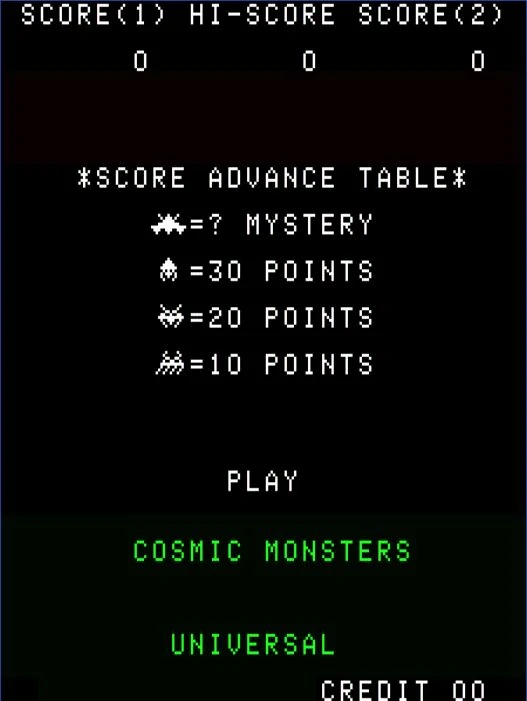 SCORE(1) HI-SCORE SCORE(2)
0 0 0
*SCORE ADVANCE TABLE*
=? MYSTERY
=30 POINTS
=20 POINTS
=10 POINTS
PLAY
COSMIC MONSTERS
UNIVERSAL
CREDIT 00